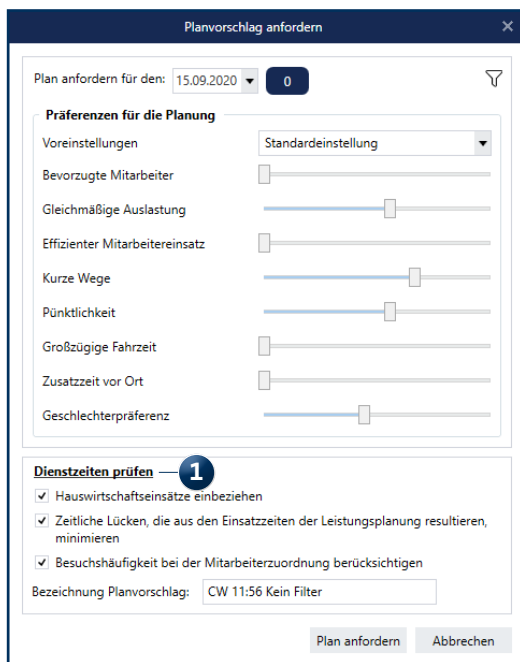 Planvorschlag anfordern
Plan anfordern für den: 15.09.2020 0
Präferenzen für die Planung
Voreinstellungen Standardeinstellung
Bevorzugte Mitarbeiter
Gleichmäßige Auslastung
Effizienter Mitarbeitereinsatz
Kurze Wege
Pünktlichkeit
Großzügige Fahrzeit
Zusatzzeit vor Ort
Geschlechterpräferenz
Dienstzeiten prüfen 1
Hauswirtschaftseinsätze einbeziehen
Zeitliche Lücken, die aus den Einsatzzeiten der Leistungsplanung resultieren,
minimieren
Besuchshäufigkeit bei der Mitarbeiterzuordnung berücksichtigen
Bezeichnung Planvorschlag: CW 11:56 Kein Filter
Plan anfordern Abbrechen